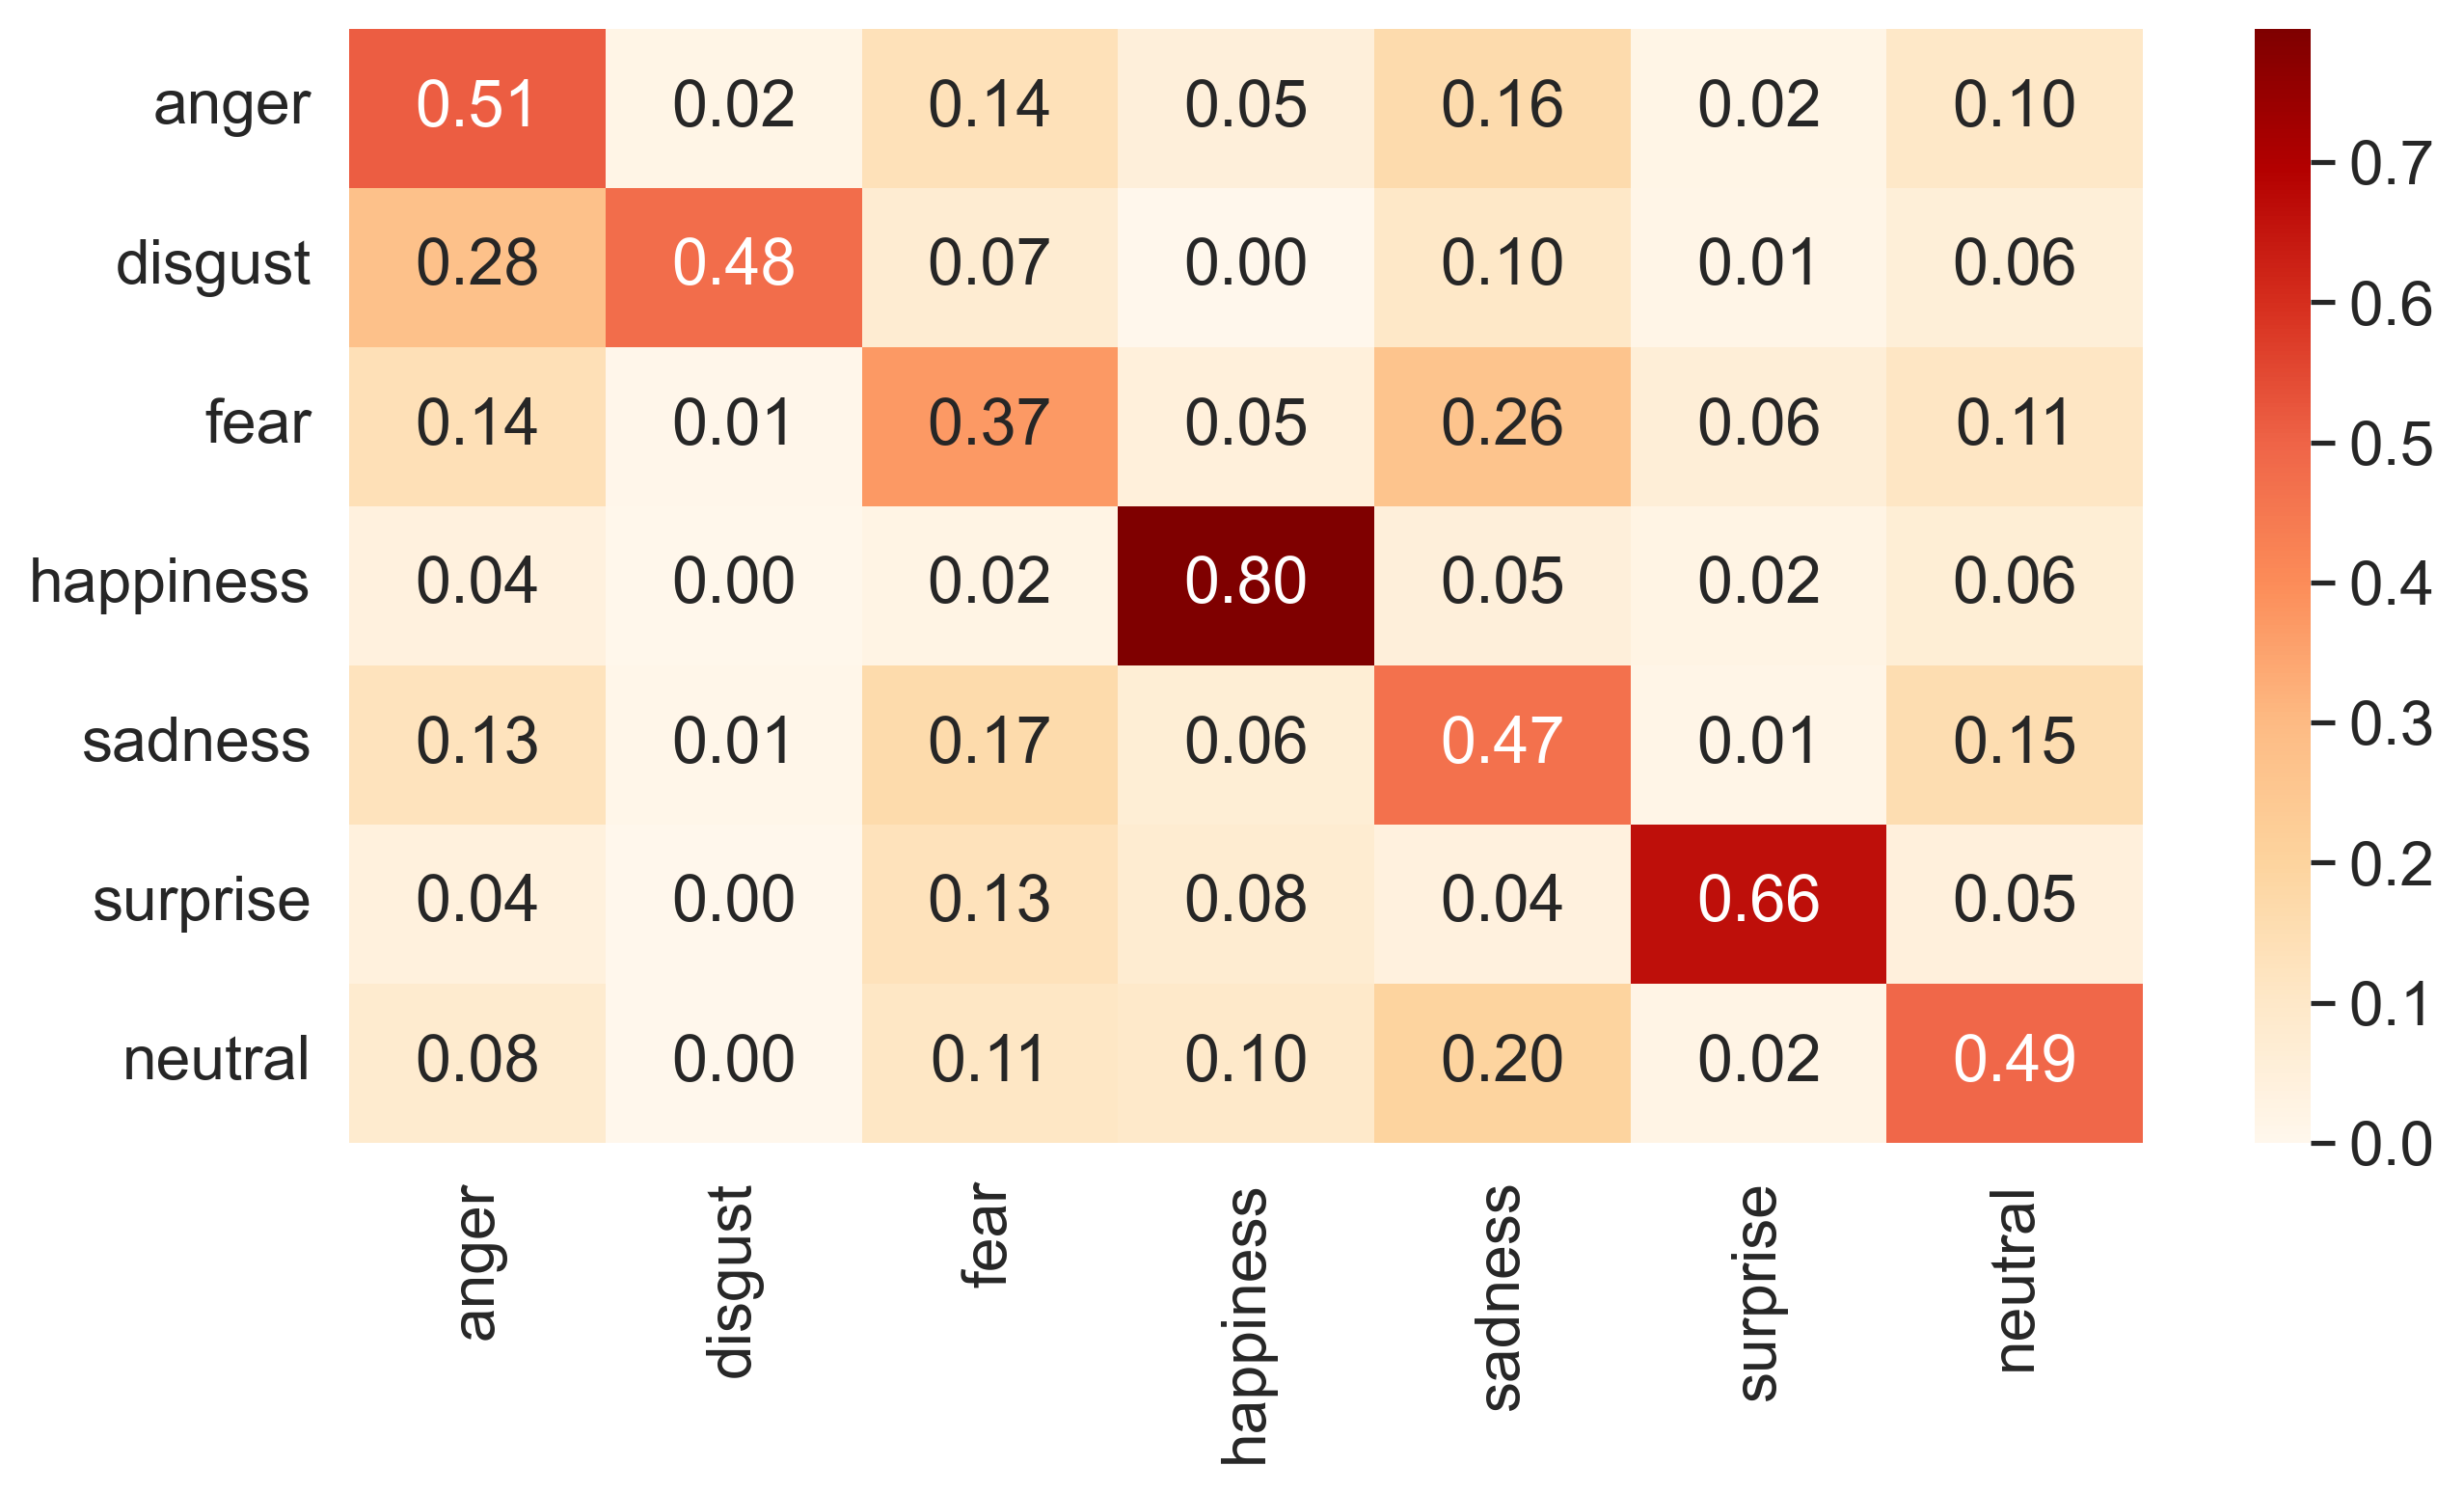 anger 0.51 0.02 0.14 0.05 0.16 0.02 0.10
disgust 0.28 0.48 0.07 0.00 0.10 0.01 0.06
fear 0.14 0.01 0.37 0.05 0.26 0.06 0.11
happiness 0.04 0.00 0.02 0.80 0.05 0.02 0.06
sadness 0.13 0.01 0.17 0.06 0.47 0.01 0.15
surprise 0.04 0.00 0.13 0.08 0.04 0.66 0.05
neutral 0.08 0.00 0.11 0.10 0.20 0.02 0.49
anger disgust fear happiness sadness surprise neutral
0.7
0.6
0.5
0.4
0.3
0.2
0.1
0.0